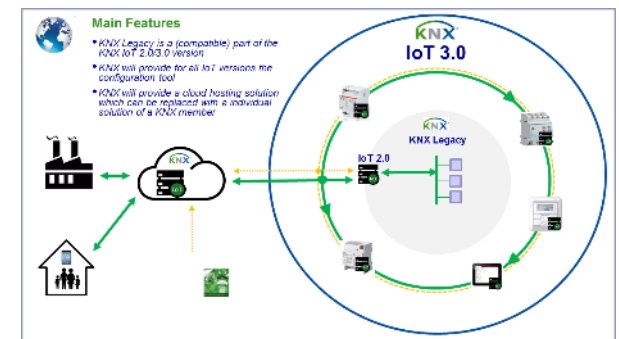 Main Features
• KNX Legacy is a (compatible) part of the
KNX IoT 2.0/3.0 version
• KNX will provide for all IoT versions the
configuration tool
• KNX will provide a cloud hosting solution
which can be replaced with a individual
solution of a KNX member
KNX
IoT 3.0
KNX
KNX Legacy
IoT 2.0
KNX